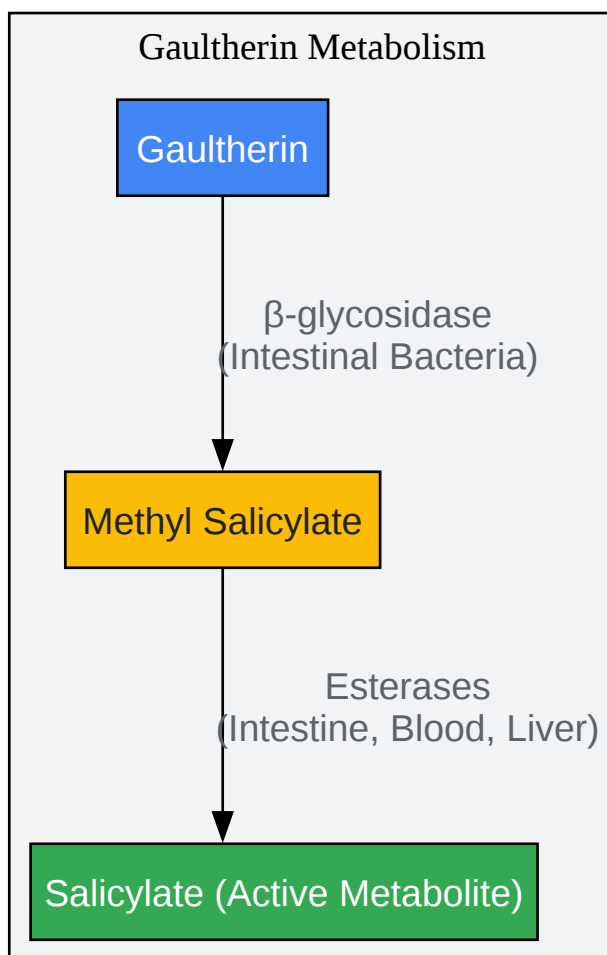 Gaultherin Metabolism
Gaultherin
β-glycosidase
(Intestinal Bacteria)
Methyl Salicylate
Esterases
(Intestine, Blood, Liver)
Salicylate (Active Metabolite)